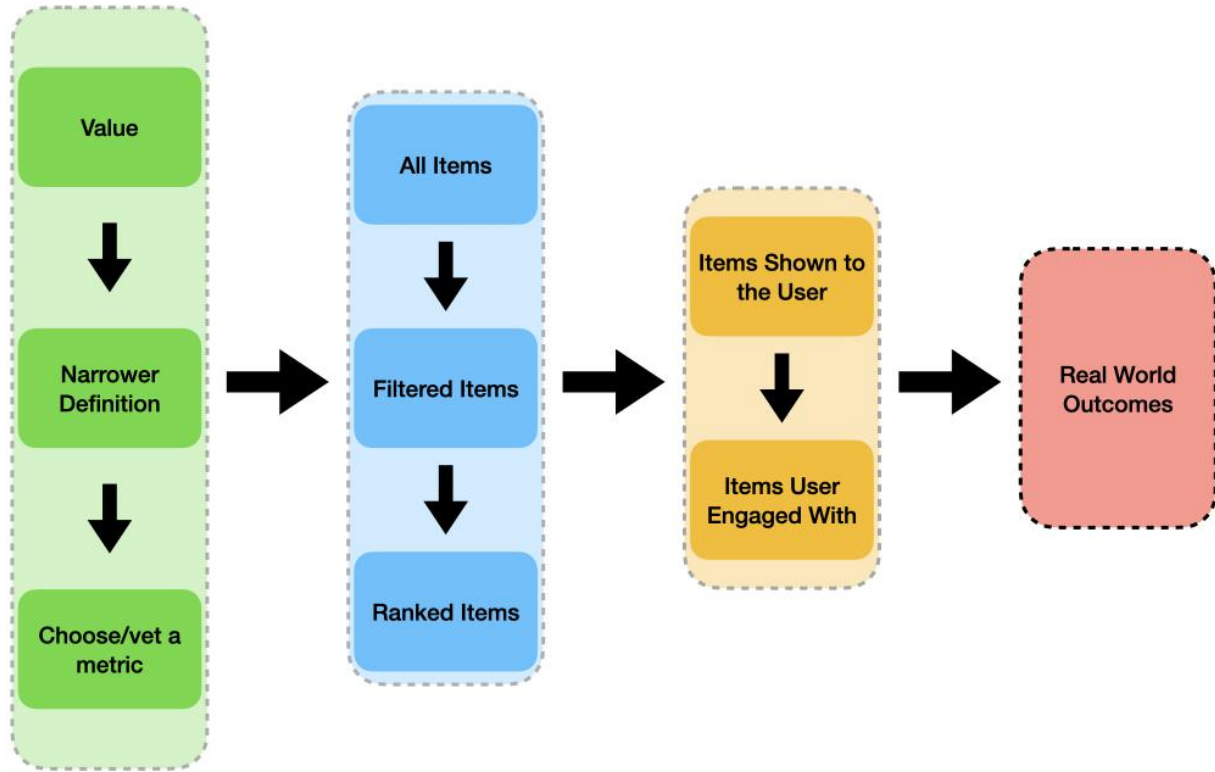 Value
Narrower
Definition
Choose/vet a
metric
All Items
Filtered Items
Ranked Items
Items Shown to
the User
Items User
Engaged With
Real World
Outcomes